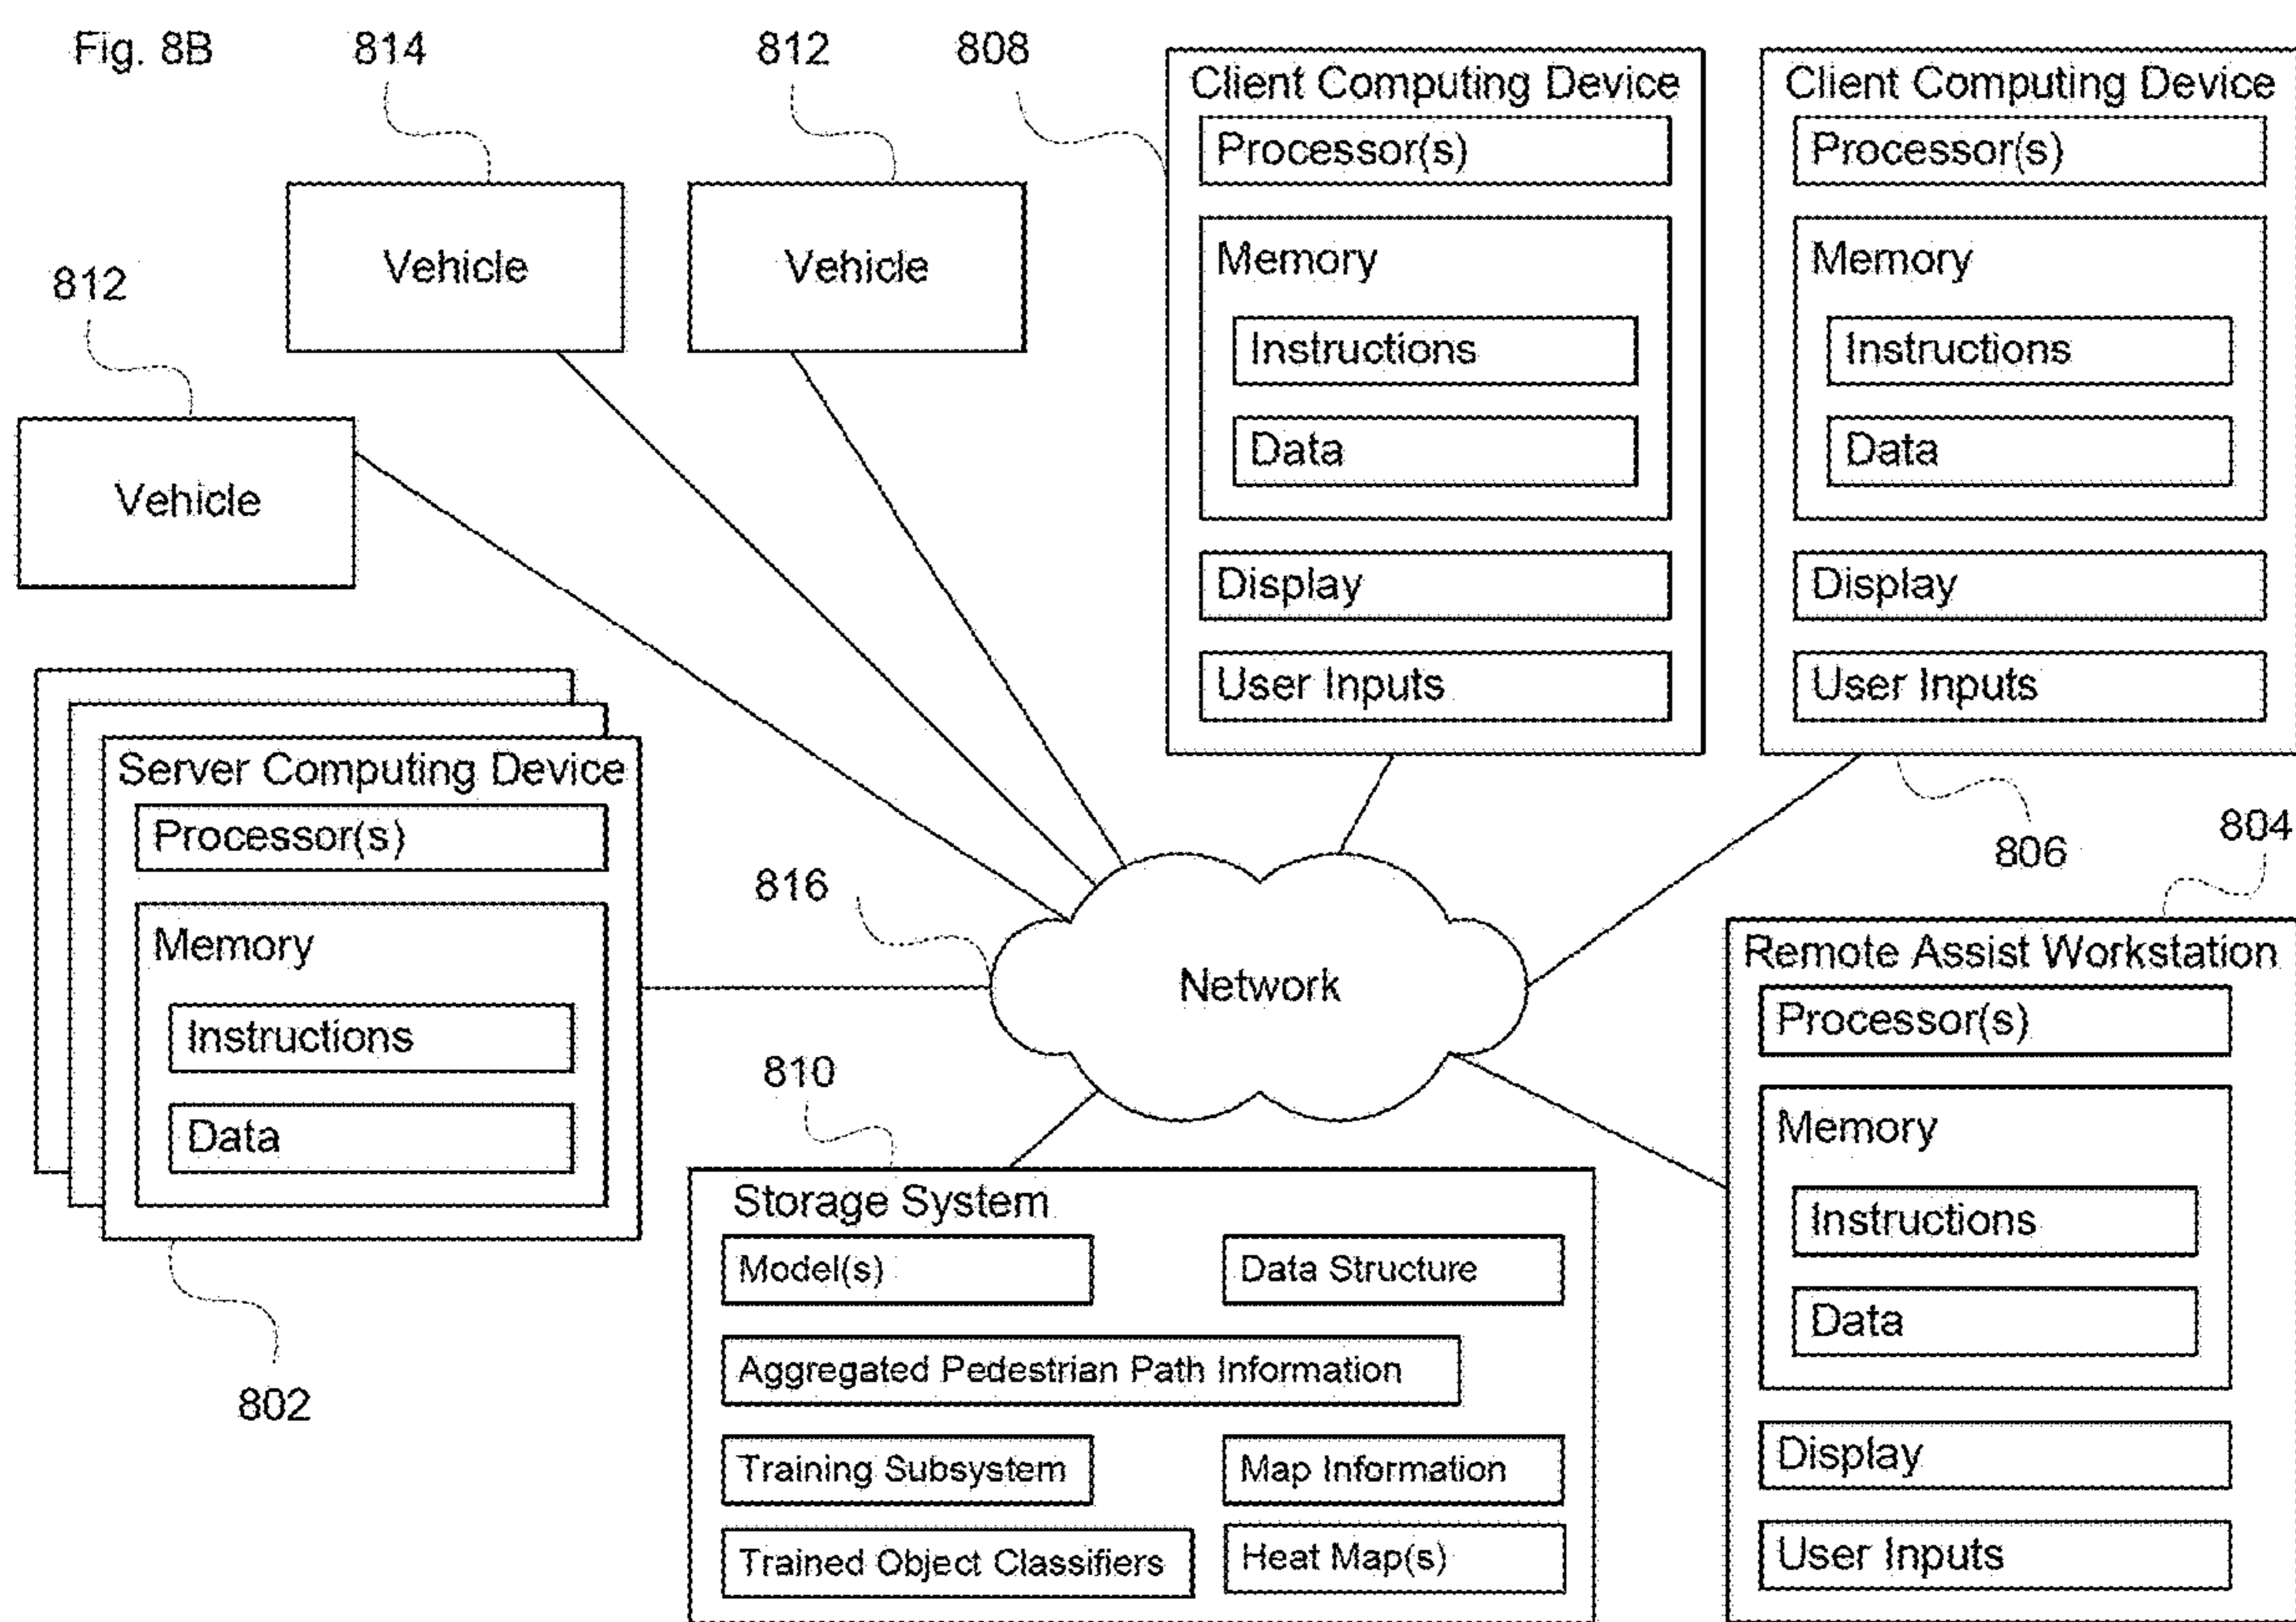 Fig. 8B
814
812
808
812
Vehicle
Vehicle
Vehicle
Client Computing Device
Processor(s)
Memory
Instructions
Data
Display
User Inputs
Client Computing Device
Processor(s)
Memory
Instructions
Data
Display
User Inputs
806
804
Server Computing Device
Processor(s)
Memory
Instructions
Data
802
816
Network
810
Storage System
Model(s)
Data Structure
Aggregated Pedestrian Path Information
Training Subsystem
Map Information
Trained Object Classifiers
Heat Map(s)
Remote Assist Workstation
Processor(s)
Memory
Instructions
Data
Display
User Inputs